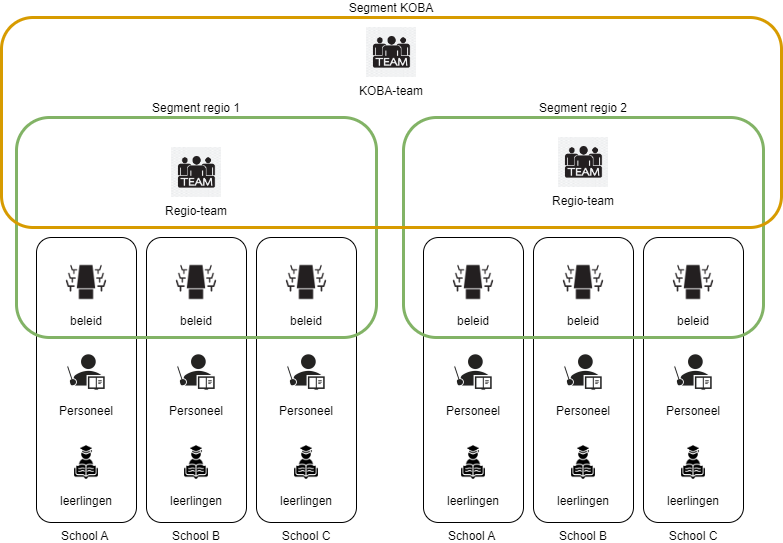 Segment KOBA
TEAM
KOBA-team
Segment regio 1
Segment regio 2
TEAM
TEAM
Regio-team
Regio-team
beleid
beleid
beleid
beleid
beleid
beleid
Personeel
Personeel
Personeel
Personeel
Personeel
Personeel
leerlingen
leerlingen
leerlingen
leerlingen
leerlingen
leerlingen
School A
School B
School C
School A
School B
School C